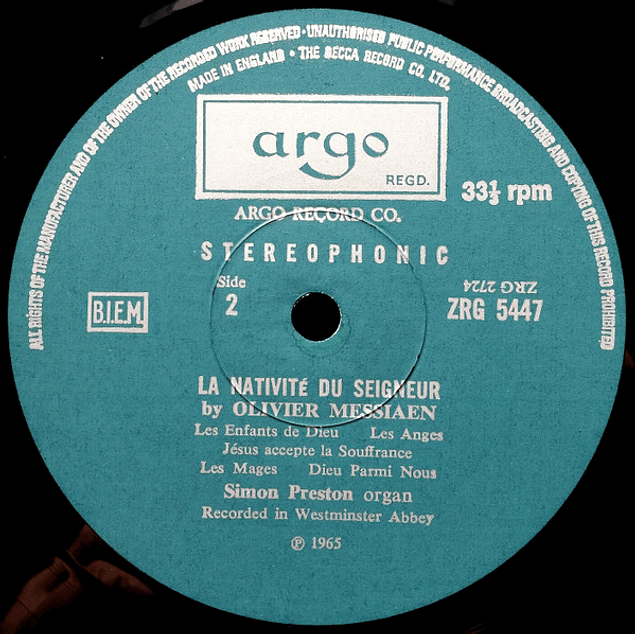 ALL RIGHTS OF THE MANUFACTURER AND OF THE OWNER OF THE RECORDED WORK RESERVED · UNAUTHORISED PUBLIC PERFORMANCE BROADCASTING AND COPYING OF THIS RECORD PROHIBITED
MADE IN ENGLAND · THE DECCA RECORD CO. LTD.
argo
REGD.
33⅓ rpm
ARGO RECORD CO.
STEREOPHONIC
Side
2
ZRG 2724
B.I.E.M.
ZRG 5447
LA NATIVITÉ DU SEIGNEUR
by OLIVIER MESSIAEN
Les Enfants de Dieu Les Anges
Jésus accepte la Souffrance
Les Mages Dieu Parmi Nous
Simon Preston organ
Recorded in Westminster Abbey
℗ 1965